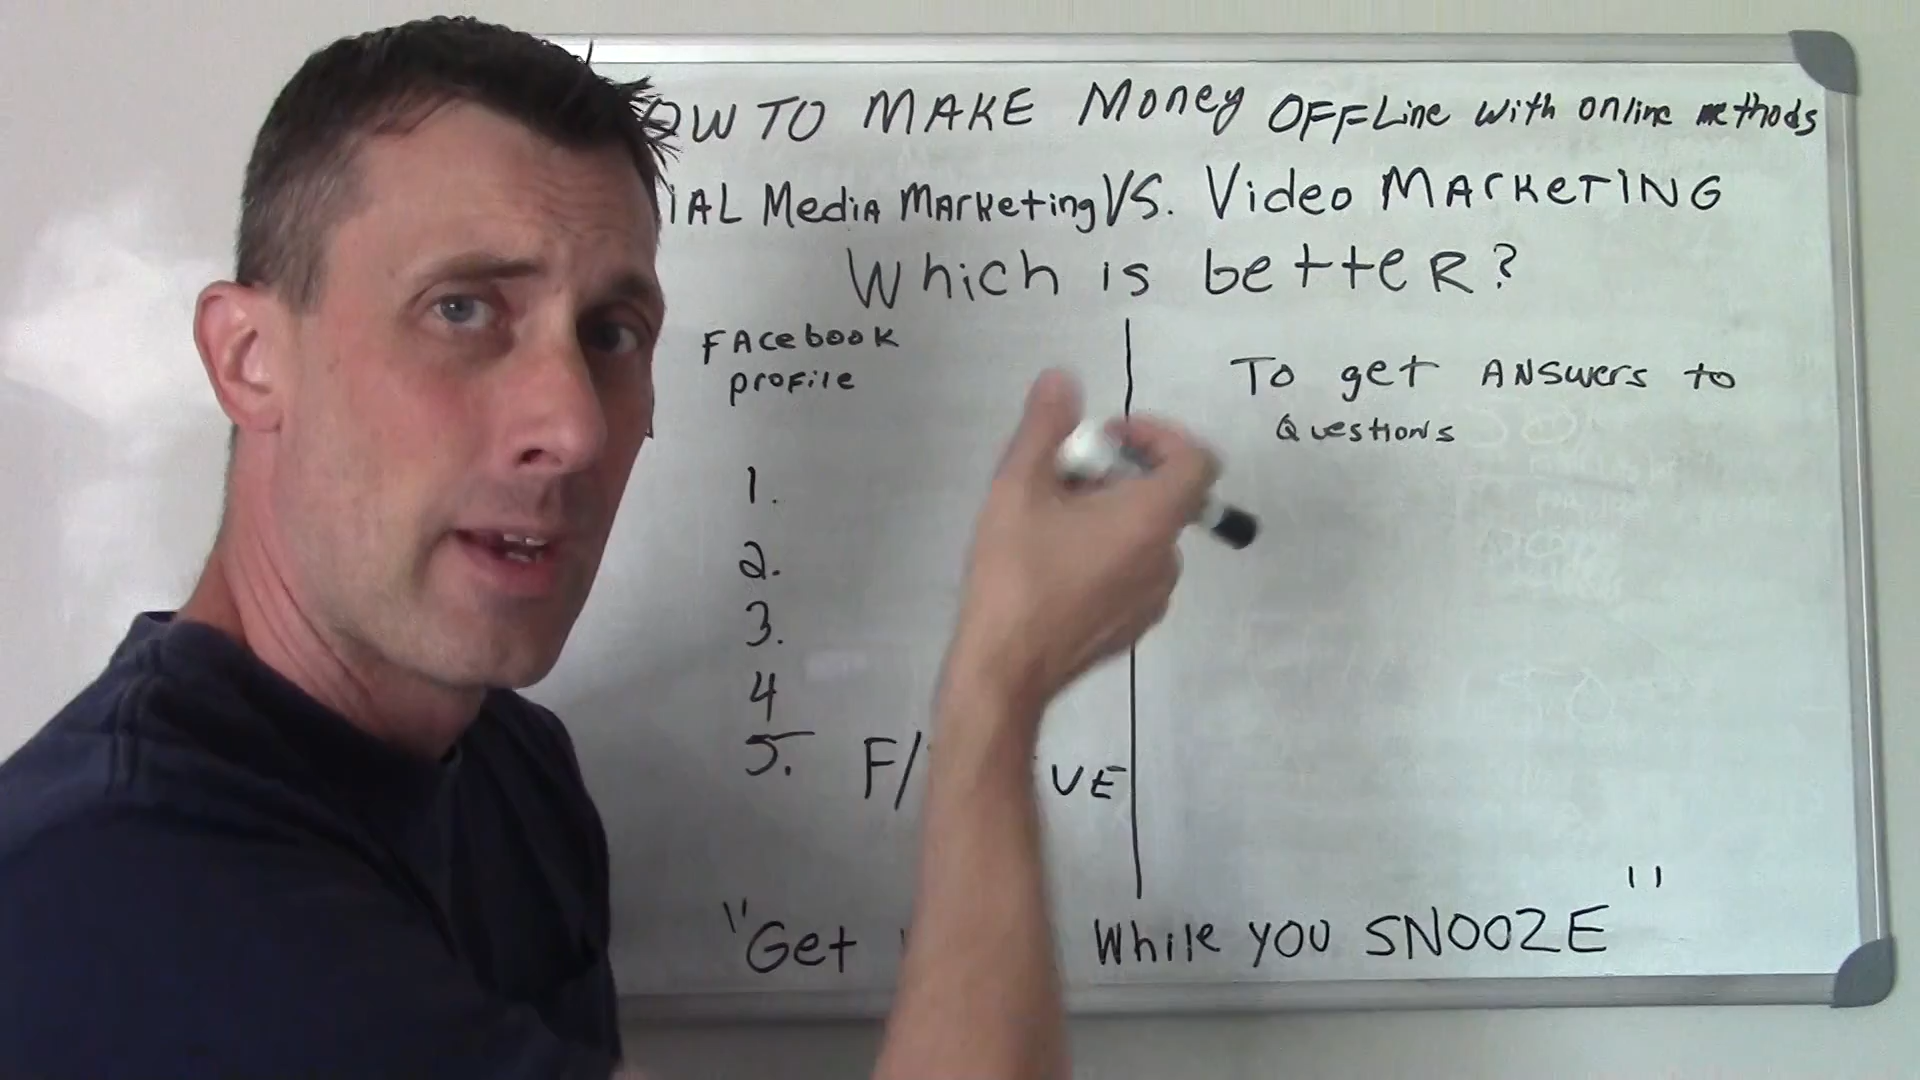 OW TO MAKE Money OFFLine with online methods
IAL Media Marketing VS. Video MARKETING
Which is better?
FAcebook
profile
To get Answers to
Questions
1.
2.
3.
4
5. F/ VE
"Get While you SNOOZE"